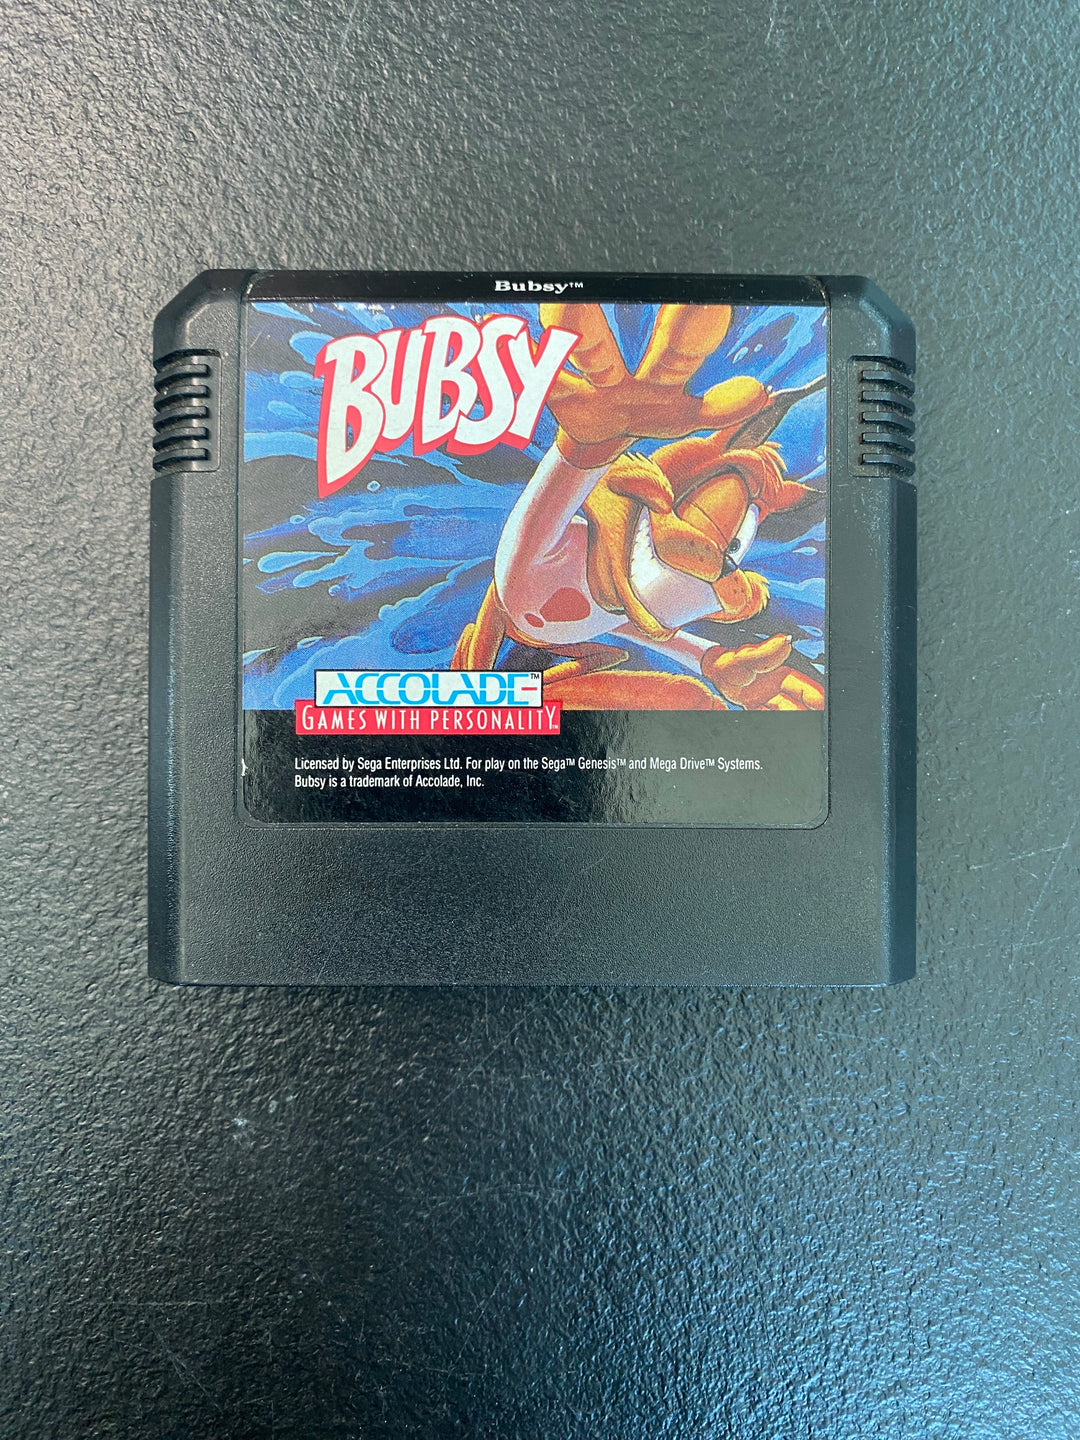 Bubsy™
BUBSY
ACCOLADE™
GAMES WITH PERSONALITY™
Licensed by Sega Enterprises Ltd. For play on the Sega™ Genesis™ and Mega Drive™ Systems.
Bubsy is a trademark of Accolade, Inc.